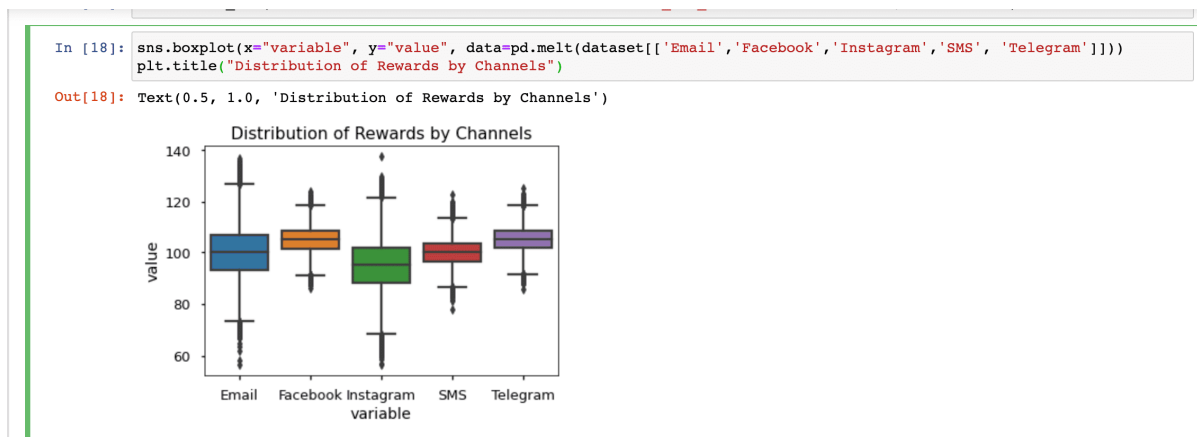 In [18]: sns.boxplot(x="variable", y="value", data=pd.melt(dataset[['Email','Facebook','Instagram','SMS', 'Telegram']]))
plt.title("Distribution of Rewards by Channels")
Out[18]: Text(0.5, 1.0, 'Distribution of Rewards by Channels')
Distribution of Rewards by Channels
140
120
100
80
60
value
Email Facebook Instagram SMS Telegram
variable